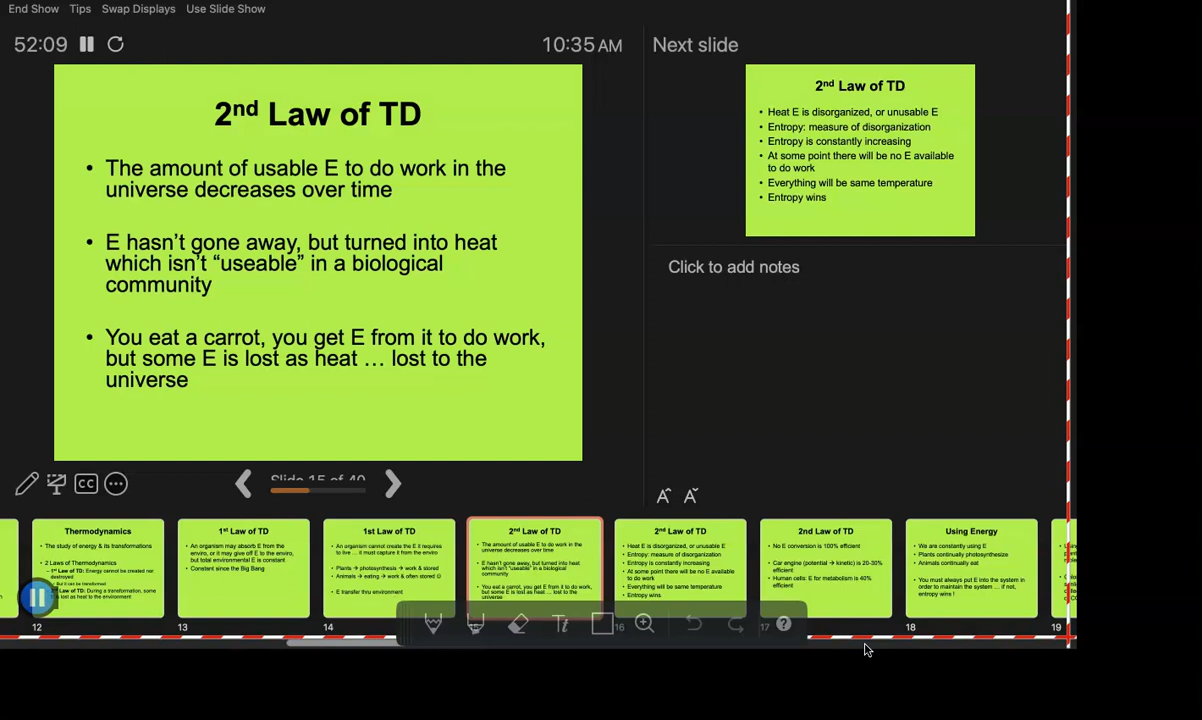 End Show Tips Swap Displays Use Slide Show
52:09
10:35 AM
Next slide
2nd Law of TD
• The amount of usable E to do work in the
universe decreases over time
• E hasn't gone away, but turned into heat
which isn't “useable” in a biological
community
• You eat a carrot, you get E from it to do work,
but some E is lost as heat … lost to the
universe
2nd Law of TD
• Heat E is disorganized, or unusable E
• Entropy: measure of disorganization
• Entropy is constantly increasing
• At some point there will be no E available
to do work
• Everything will be same temperature
• Entropy wins
Click to add notes
CC
Slide 15 of 40
A A
Thermodynamics
• The study of energy & its transformations
• 2 Laws of Thermodynamics
– 1st Law of TD: Energy cannot be created nor
destroyed
But it can be transformed
Law of TD: During a transformation, some
is lost as heat to the environment
12
1st Law of TD
• An organism may absorb E from the
enviro, or it may give off E to the enviro,
but total environmental E is constant
• Constant since the Big Bang
13
1st Law of TD
• An organism cannot create the E it requires
to live … it must capture it from the enviro
• Plants → photosynthesis → work & stored
• Animals → eating → work & often stored ☺
• E transfer thru environment
14
2nd Law of TD
• The amount of usable E to do work in the
universe decreases over time
• E hasn't gone away, but turned into heat
which isn't “useable” in a biological
community
• You eat a carrot, you get E from it to do work,
but some E is lost as heat … lost to the
universe
2nd Law of TD
• Heat E is disorganized, or unusable E
• Entropy: measure of disorganization
• Entropy is constantly increasing
• At some point there will be no E available
to do work
• Everything will be same temperature
• Entropy wins
16
2nd Law of TD
• No E conversion is 100% efficient
• Car engine (potential → kinetic) is 20-30%
efficient
• Human cells: E for metabolism is 40%
efficient
17
Using Energy
• We are constantly using E
• Plants continually photosynthesize
• Animals continually eat
• You must always put E into the system in
order to maintain the system … if not,
entropy wins !
18
19
Tt
?